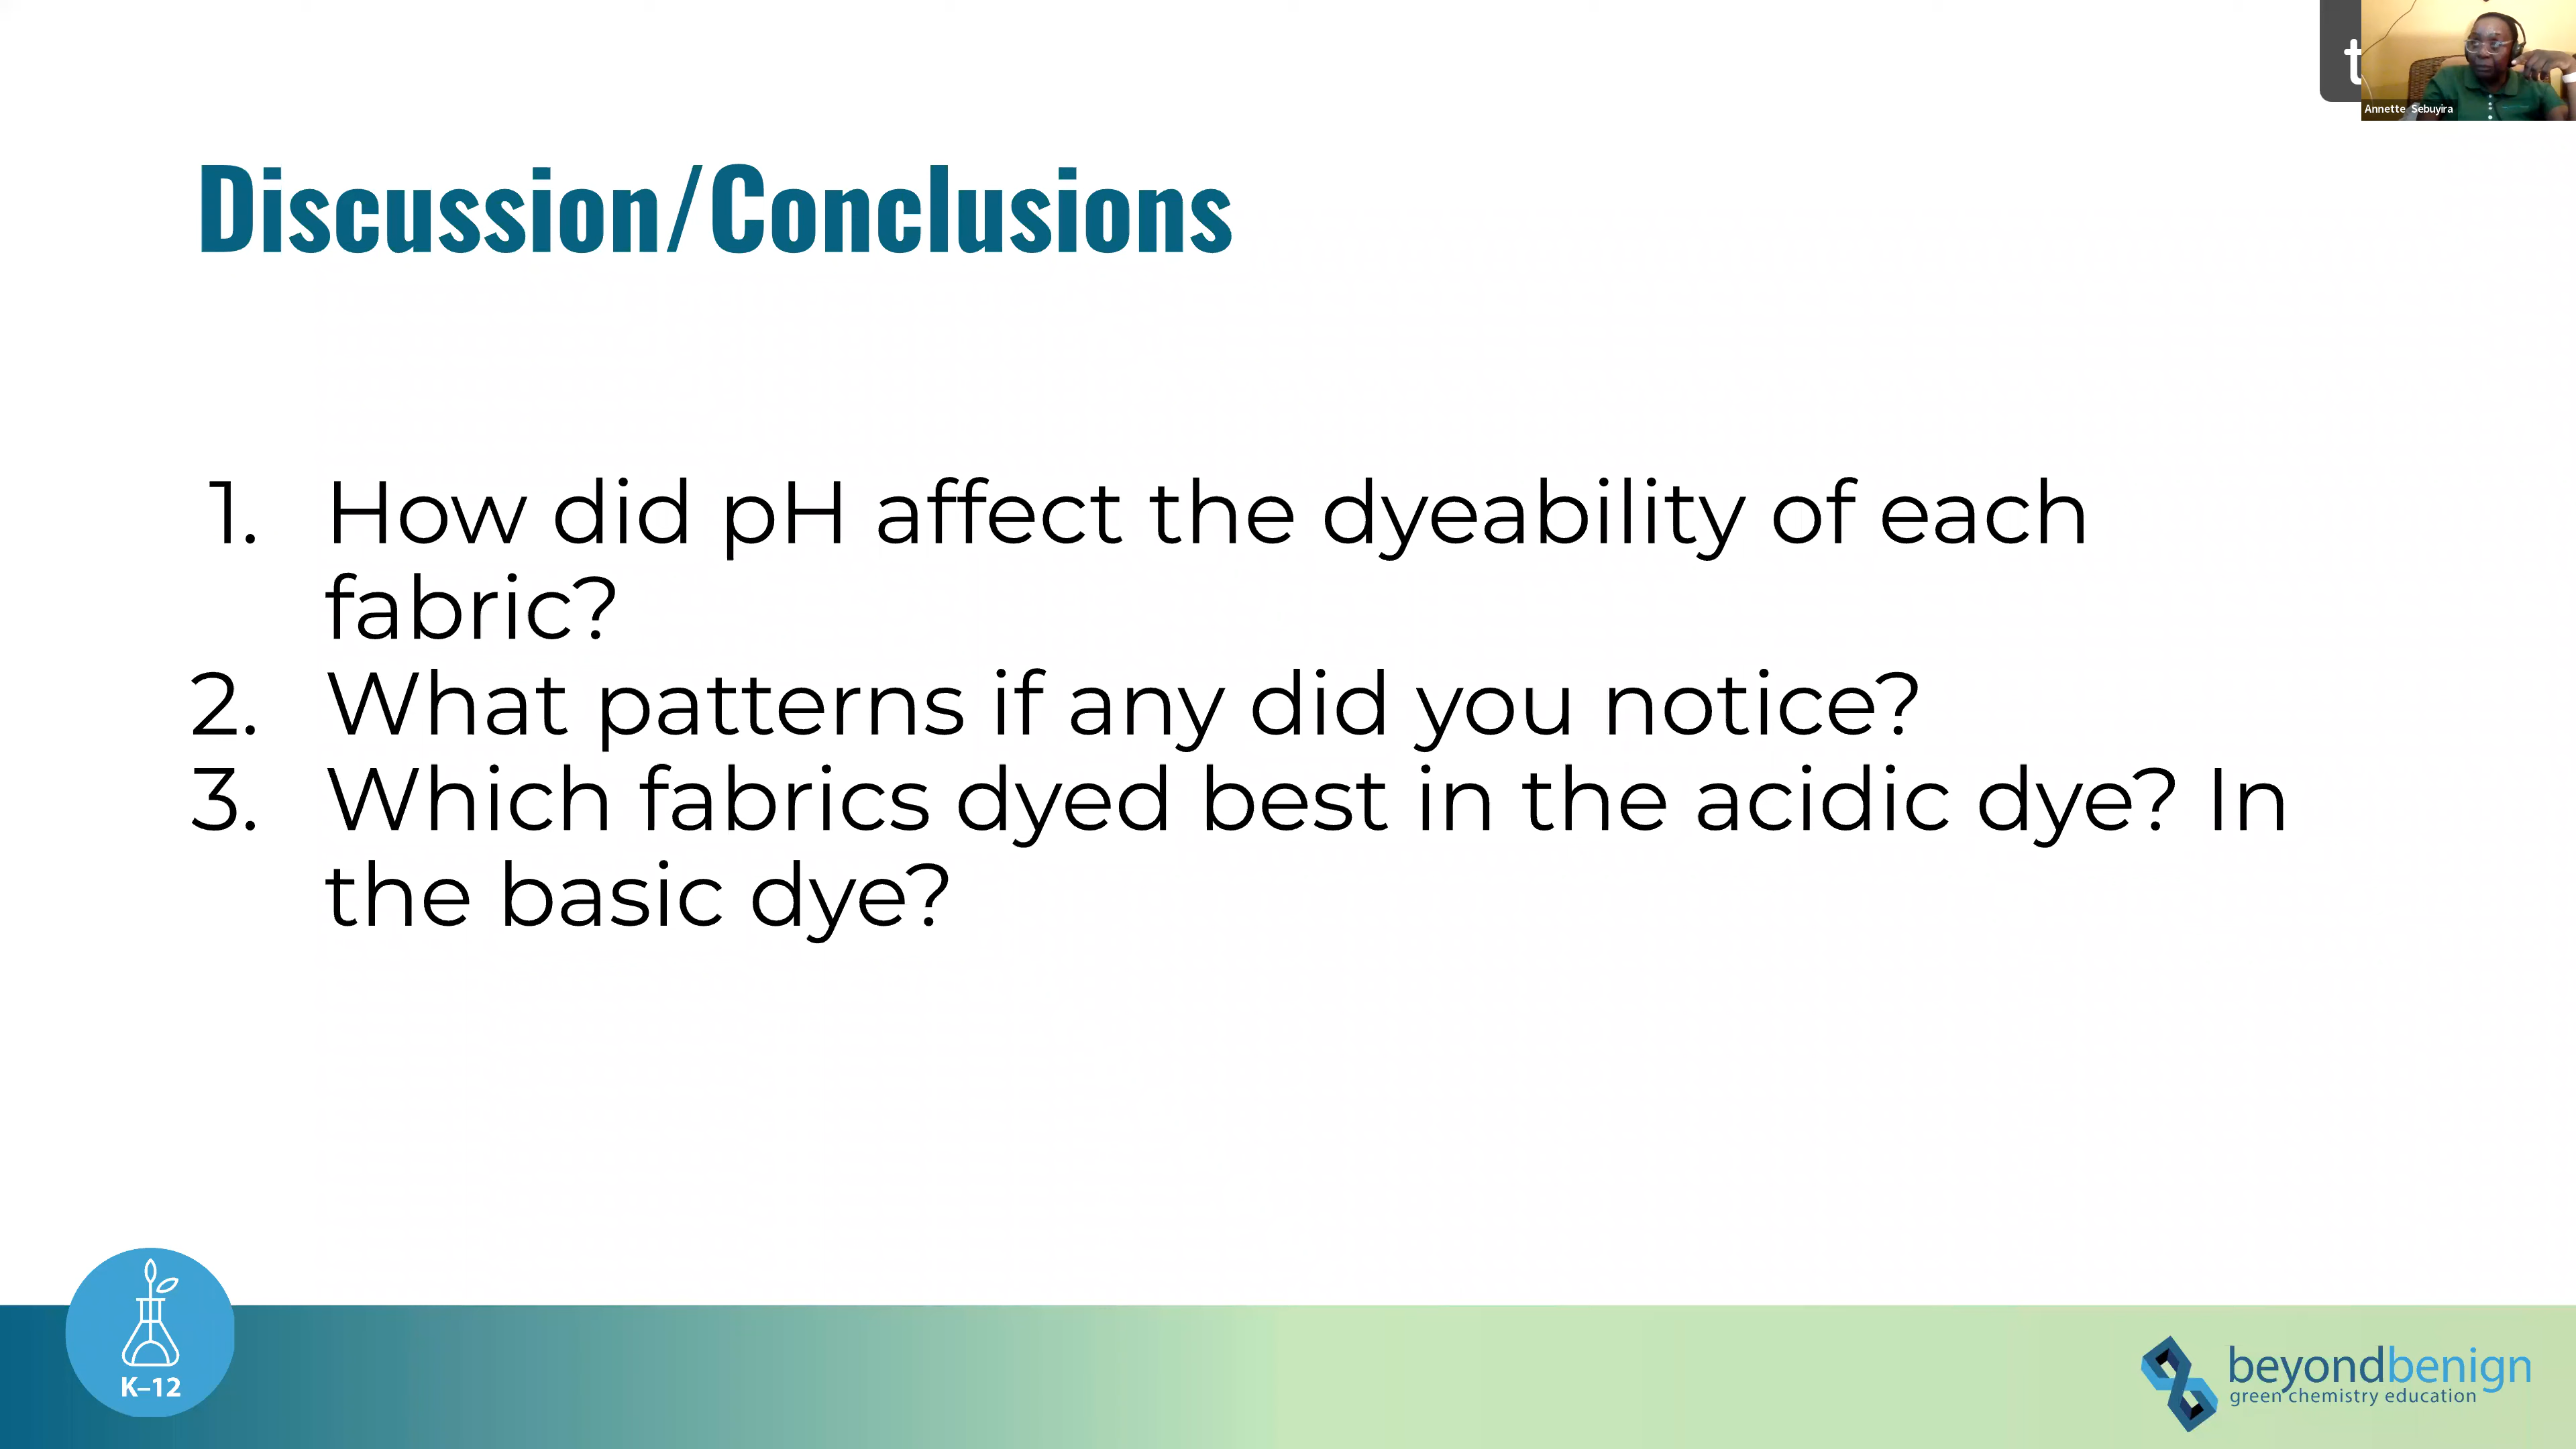 t
Annette Sebuyira
Discussion/Conclusions
1. How did pH affect the dyeability of each
fabric?
2. What patterns if any did you notice?
3. Which fabrics dyed best in the acidic dye? In
the basic dye?
K–12
beyondbenign
green chemistry education